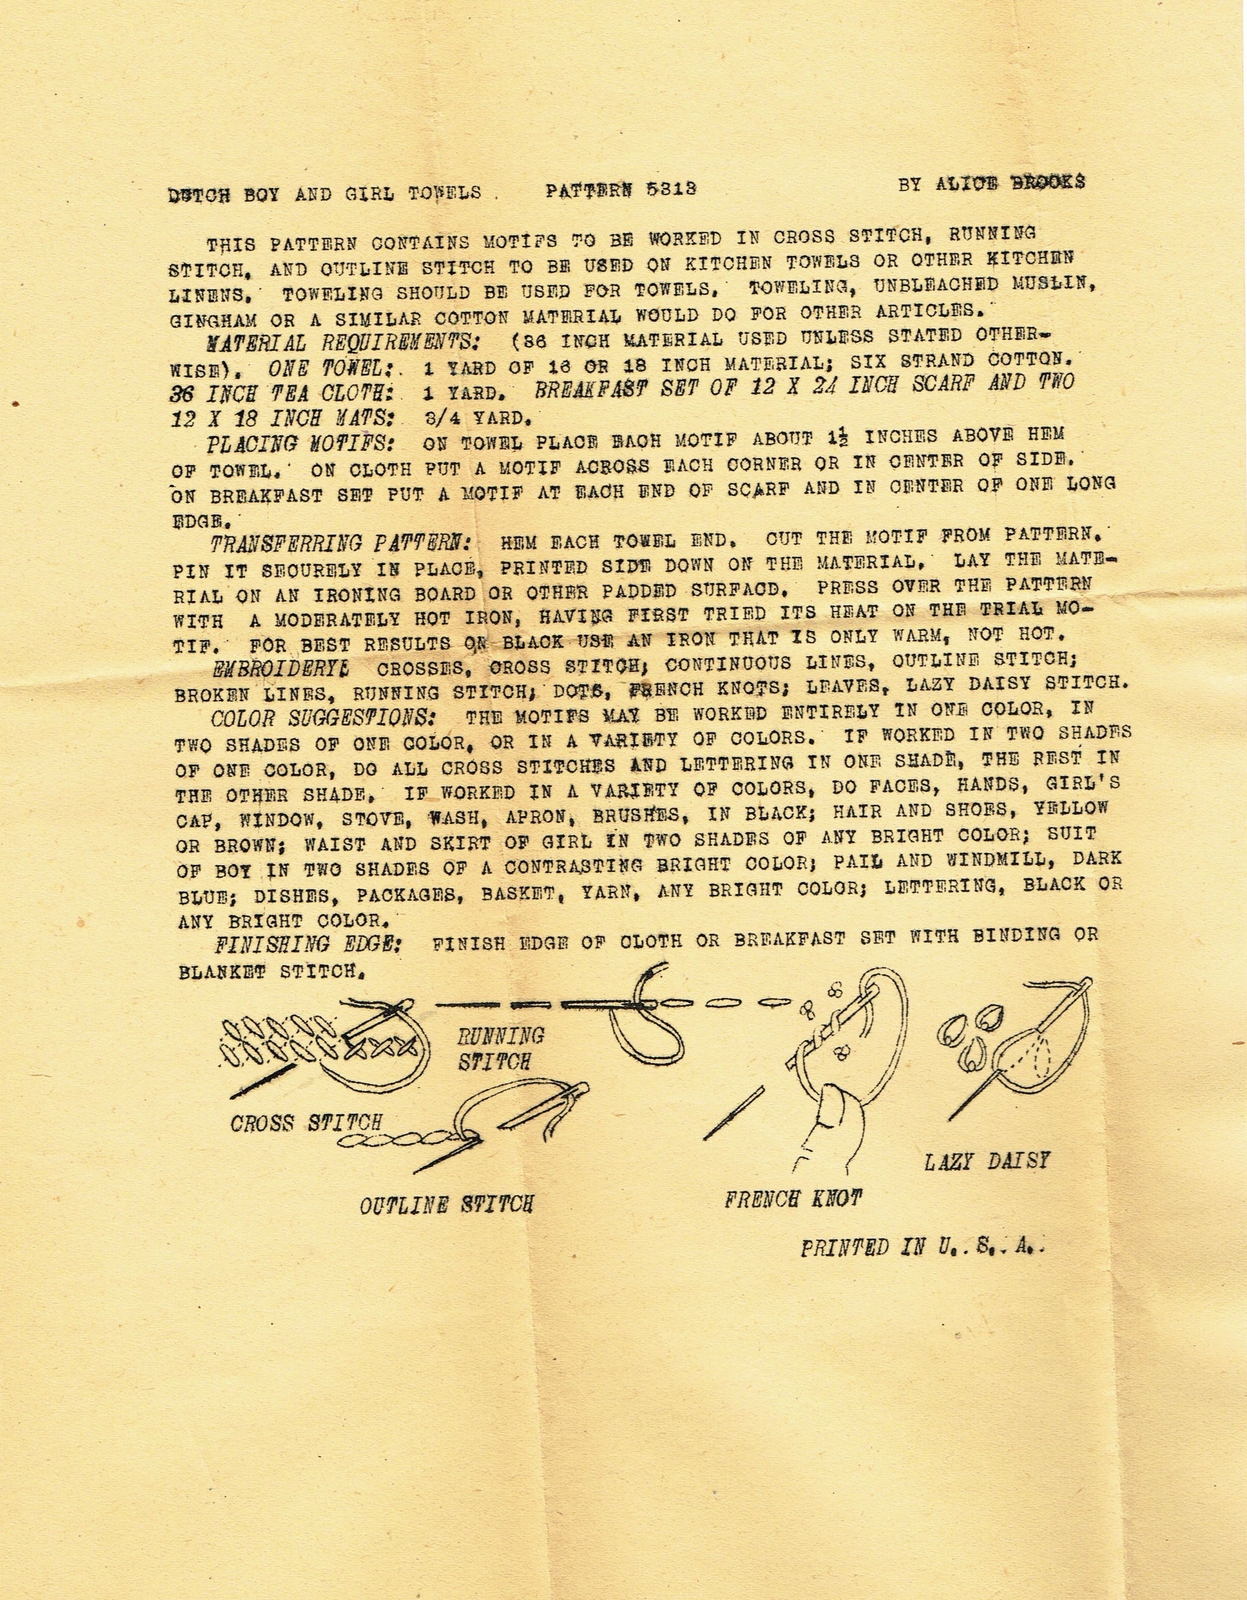 DUTCH BOY AND GIRL TOWELS . PATTERN 5313 BY ALICE BROOKS
THIS PATTERN CONTAINS MOTIFS TO BE WORKED IN CROSS STITCH, RUNNING
STITCH, AND OUTLINE STITCH TO BE USED ON KITCHEN TOWELS OR OTHER KITCHEN
LINENS. TOWELING SHOULD BE USED FOR TOWELS. TOWELING, UNBLEACHED MUSLIN,
GINGHAM OR A SIMILAR COTTON MATERIAL WOULD DO FOR OTHER ARTICLES.
MATERIAL REQUIREMENTS: (36 INCH MATERIAL USED UNLESS STATED OTHER-
WISE). ONE TOWEL: 1 YARD OF 16 OR 18 INCH MATERIAL; SIX STRAND COTTON.
36 INCH TEA CLOTH: 1 YARD. BREAKFAST SET OF 12 X 24 INCH SCARF AND TWO
12 X 18 INCH MATS: 3/4 YARD.
PLACING MOTIFS: ON TOWEL PLACE EACH MOTIF ABOUT 1½ INCHES ABOVE HEM
OF TOWEL. ON CLOTH PUT A MOTIF ACROSS EACH CORNER OR IN CENTER OF SIDE.
ON BREAKFAST SET PUT A MOTIF AT EACH END OF SCARF AND IN CENTER OF ONE LONG
EDGE.
TRANSFERRING PATTERN: HEM EACH TOWEL END. CUT THE MOTIF FROM PATTERN.
PIN IT SECURELY IN PLACE, PRINTED SIDE DOWN ON THE MATERIAL. LAY THE MATE-
RIAL ON AN IRONING BOARD OR OTHER PADDED SURFACE. PRESS OVER THE PATTERN
WITH A MODERATELY HOT IRON, HAVING FIRST TRIED ITS HEAT ON THE TRIAL MO-
TIF. FOR BEST RESULTS ON BLACK USE AN IRON THAT IS ONLY WARM, NOT HOT.
EMBROIDERY: CROSSES, CROSS STITCH; CONTINUOUS LINES, OUTLINE STITCH;
BROKEN LINES, RUNNING STITCH; DOTS, FRENCH KNOTS; LEAVES, LAZY DAISY STITCH.
COLOR SUGGESTIONS: THE MOTIFS MAY BE WORKED ENTIRELY IN ONE COLOR, IN
TWO SHADES OF ONE COLOR, OR IN A VARIETY OF COLORS. IF WORKED IN TWO SHADES
OF ONE COLOR, DO ALL CROSS STITCHES AND LETTERING IN ONE SHADE, THE REST IN
THE OTHER SHADE. IF WORKED IN A VARIETY OF COLORS, DO FACES, HANDS, GIRL'S
CAP, WINDOW, STOVE, WASH, APRON, BRUSHES, IN BLACK; HAIR AND SHOES, YELLOW
OR BROWN; WAIST AND SKIRT OF GIRL IN TWO SHADES OF ANY BRIGHT COLOR; SUIT
OF BOY IN TWO SHADES OF A CONTRASTING BRIGHT COLOR; PAIL AND WINDMILL, DARK
BLUE; DISHES, PACKAGES, BASKET, YARN, ANY BRIGHT COLOR; LETTERING, BLACK OR
ANY BRIGHT COLOR.
FINISHING EDGE: FINISH EDGE OF CLOTH OR BREAKFAST SET WITH BINDING OR
BLANKET STITCH.
RUNNING
STITCH
CROSS STITCH
LAZY DAISY
OUTLINE STITCH
FRENCH KNOT
PRINTED IN U. S. A.